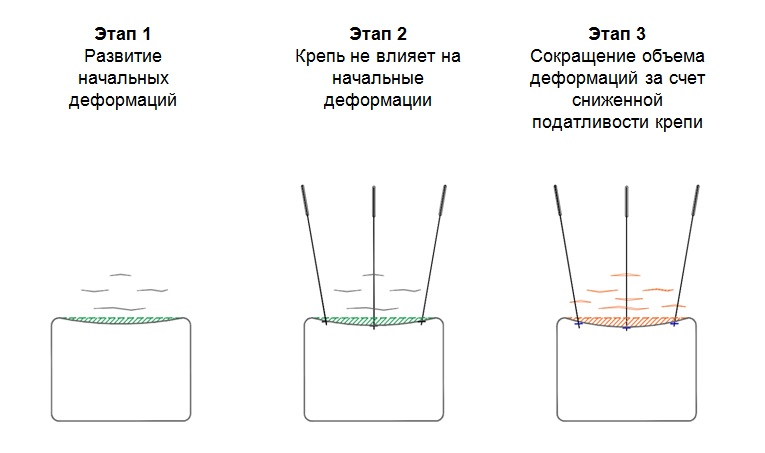 Этап 1
Развитие
начальных
деформаций
Этап 2
Крепь не влияет на
начальные
деформации
Этап 3
Сокращение объема
деформаций за счет
сниженной
податливости крепи